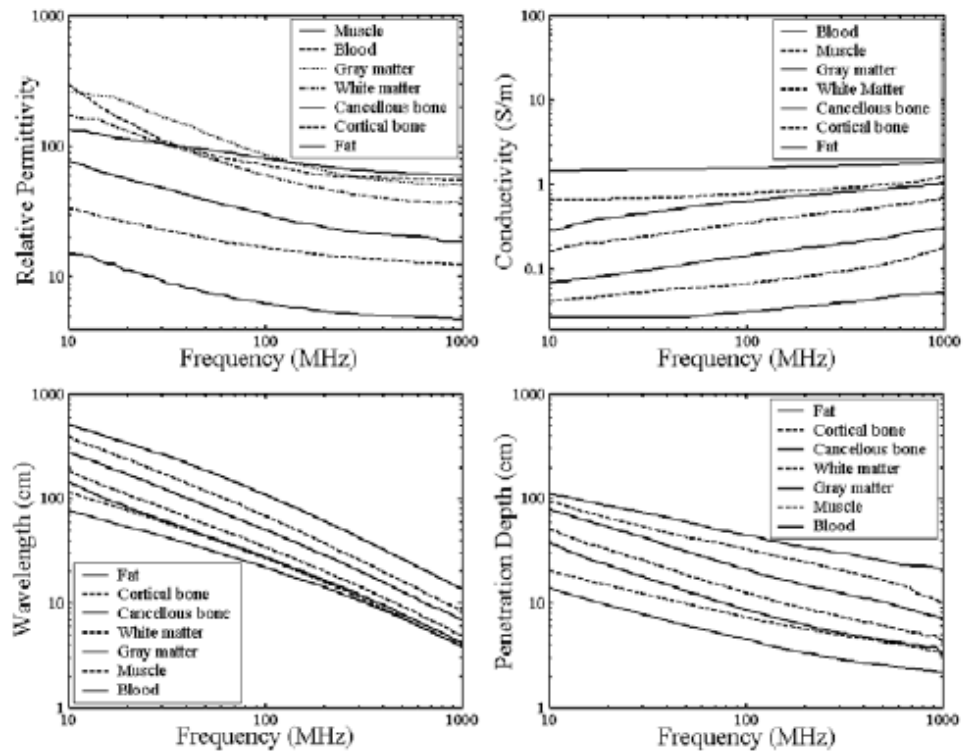 1000
100
10
Relative Permittivity
Muscle
Blood
Gray matter
White matter
Cancellous bone
Cortical bone
Fat
10
100
1000
Frequency (MHz)
100
10
1
0.1
Conductivity (S/m)
Blood
Muscle
Gray matter
White Matter
Cancellous bone
Cortical bone
Fat
10
100
1000
Frequency (MHz)
1000
100
10
1
Wavelength (cm)
Fat
Cortical bone
Cancellous bone
White matter
Gray matter
Muscle
Blood
10
100
1000
Frequency (MHz)
1000
100
10
1
Penetration Depth (cm)
Fat
Cortical bone
Cancellous bone
White matter
Gray matter
Muscle
Blood
10
100
1000
Frequency (MHz)